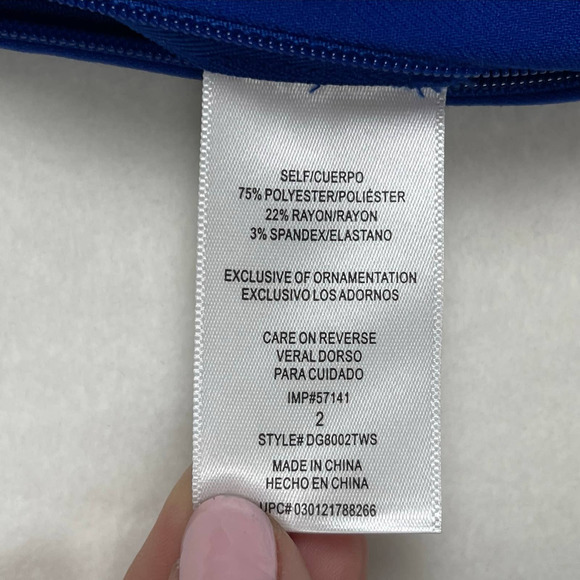 SELF/CUERPO
75% POLYESTER/POLIÉSTER
22% RAYON/RAYON
3% SPANDEX/ELASTANO
EXCLUSIVE OF ORNAMENTATION
EXCLUSIVO LOS ADORNOS
CARE ON REVERSE
VERAL DORSO
PARA CUIDADO
IMP#57141
2
STYLE# DG8002TWS
MADE IN CHINA
HECHO EN CHINA
UPC# 030121788266